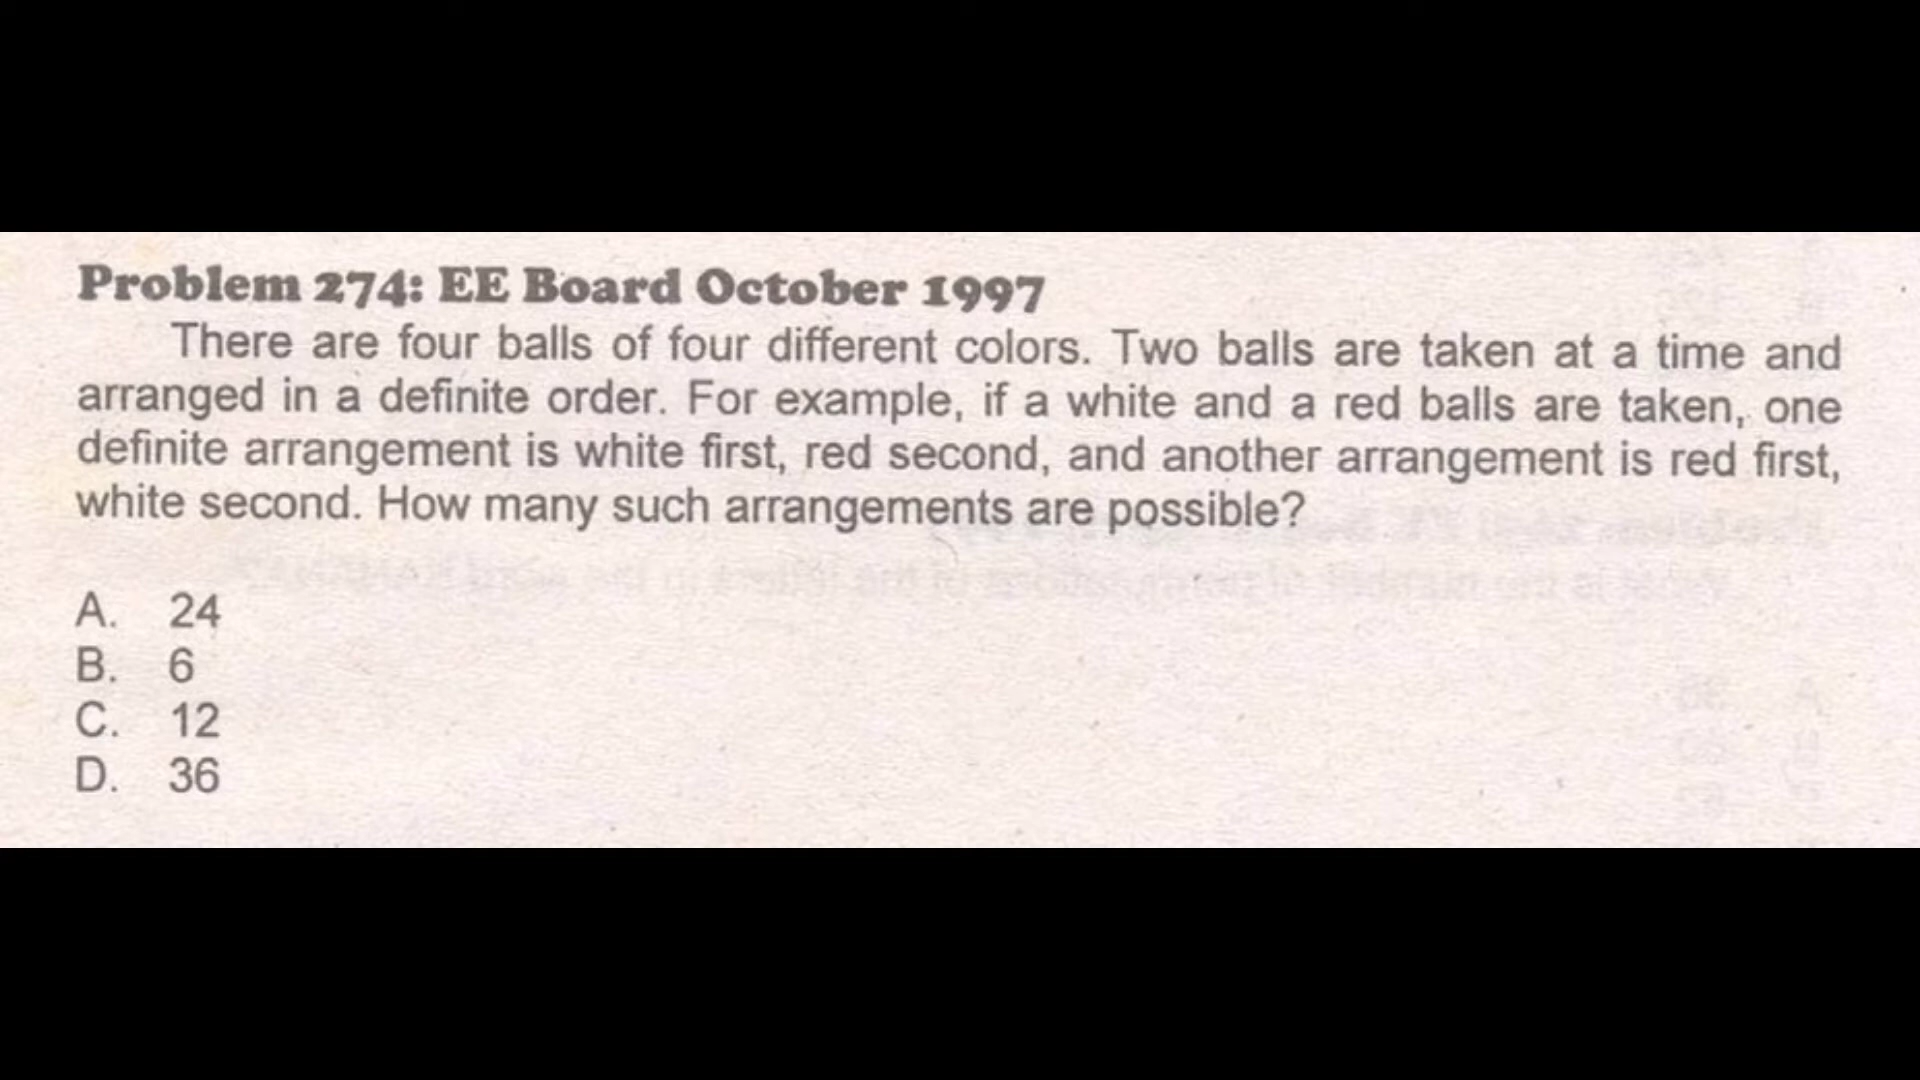 Problem 274: EE Board October 1997
There are four balls of four different colors. Two balls are taken at a time and
arranged in a definite order. For example, if a white and a red balls are taken, one
definite arrangement is white first, red second, and another arrangement is red first,
white second. How many such arrangements are possible?
A. 24
B. 6
C. 12
D. 36